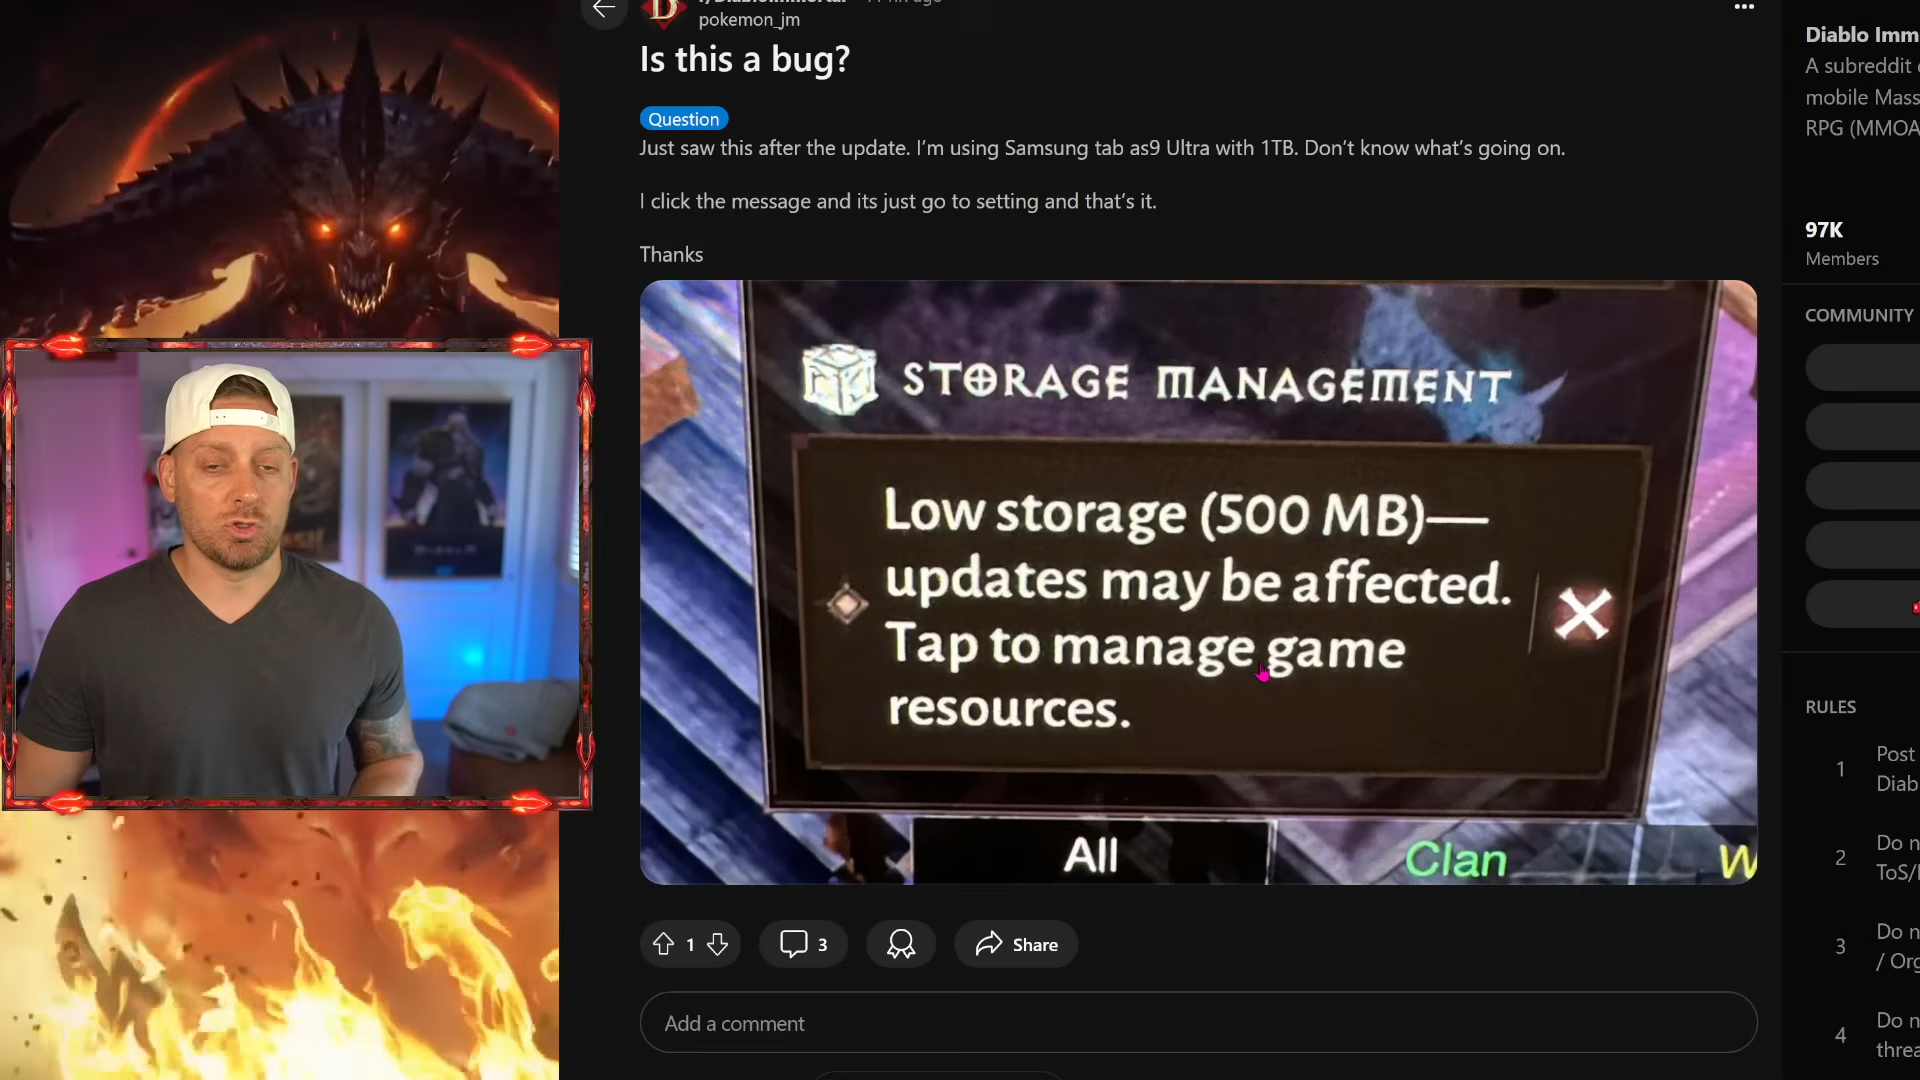 pokemon_jm
Is this a bug?
Question
Just saw this after the update. I'm using Samsung tab as9 Ultra with 1TB. Don't know what's going on.
I click the message and its just go to setting and that's it.
Thanks
STORAGE MANAGEMENT
Low storage (500 MB)—
updates may be affected.
Tap to manage game
resources.
All
Clan
W
1
3
Share
Add a comment
Diablo Imm
A subreddit
mobile Mass
RPG (MMOA
97K
Members
COMMUNITY
RULES
1
Post
Diab
2
Do n
ToS/
3
Do n
/ Org
4
Do n
threa